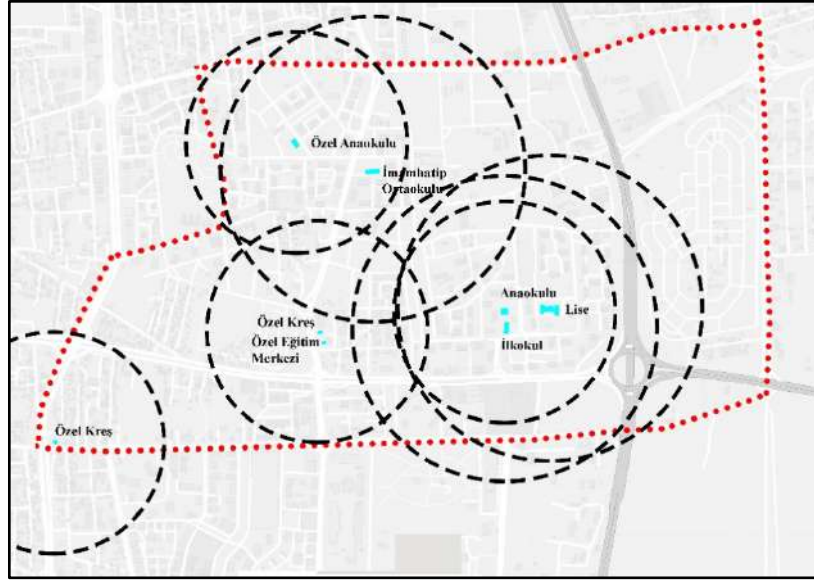 Özel Anaokulu
İmamhatip
Ortaokulu
Anaokulu
Lise
Özel Kreş
Özel Eğitim
Merkezi
İlkokul
Özel Kreş